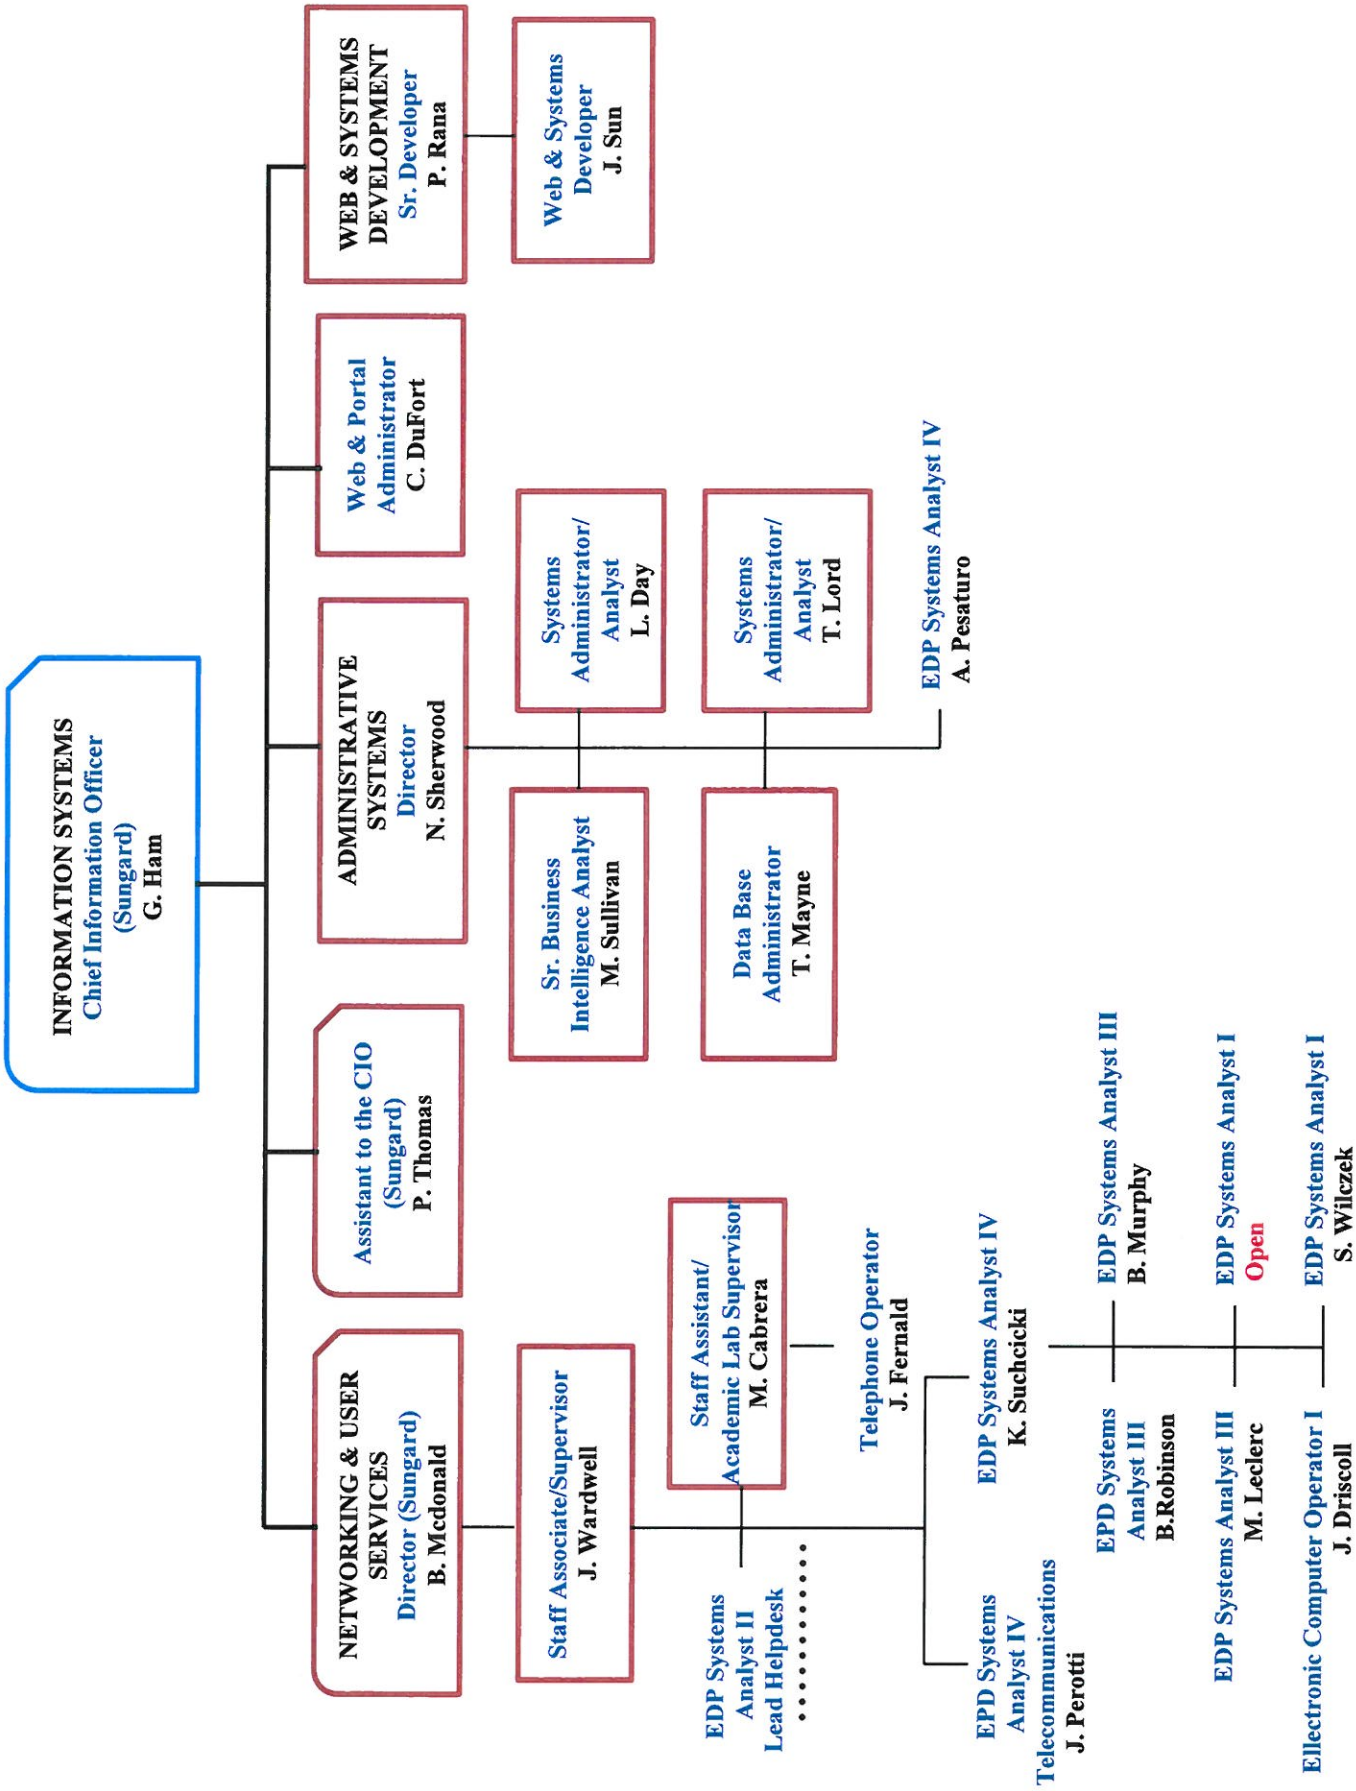 INFORMATION SYSTEMS
Chief Information Officer
(Sungard)
G. Ham
NETWORKING & USER
SERVICES
Director (Sungard)
B. Mcdonald
Assistant to the CIO
(Sungard)
P. Thomas
ADMINISTRATIVE
SYSTEMS
Director
N. Sherwood
Web & Portal
Administrator
C. DuFort
WEB & SYSTEMS
DEVELOPMENT
Sr. Developer
P. Rana
Staff Associate/Supervisor
J. Wardwell
Sr. Business
Intelligence Analyst
M. Sullivan
Systems
Administrator/
Analyst
L. Day
Web & Systems
Developer
J. Sun
EDP Systems
Analyst II
Lead Helpdesk
Staff Assistant/
Academic Lab Supervisor
M. Cabrera
Data Base
Administrator
T. Mayne
Systems
Administrator/
Analyst
T. Lord
Telephone Operator
J. Fernald
EDP Systems Analyst IV
A. Pesaturo
EPD Systems
Analyst IV
Telecommunications
J. Perotti
EDP Systems Analyst IV
K. Suchcicki
EPD Systems
Analyst III
B.Robinson
EDP Systems Analyst III
B. Murphy
EDP Systems Analyst III
M. Leclerc
EDP Systems Analyst I
Open
Ellectronic Computer Operator I
J. Driscoll
EDP Systems Analyst I
S. Wilczek